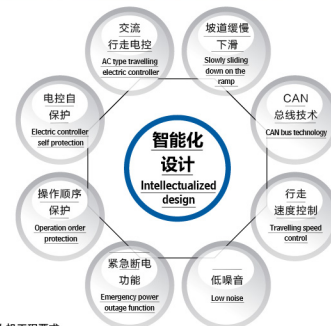 交流
行走电控
AC type travelling
electric controller
坡道缓慢
下滑
Slowly sliding
down on the
ramp
电控自
保护
Electric controller
self protection
CAN
总线技术
CAN bus technology
智能化
设计
Intellectualized
design
操作顺序
保护
Operation order
protection
行走
速度控制
Travelling speed
control
紧急断电
功能
Emergency power
outage function
低噪音
Low noise